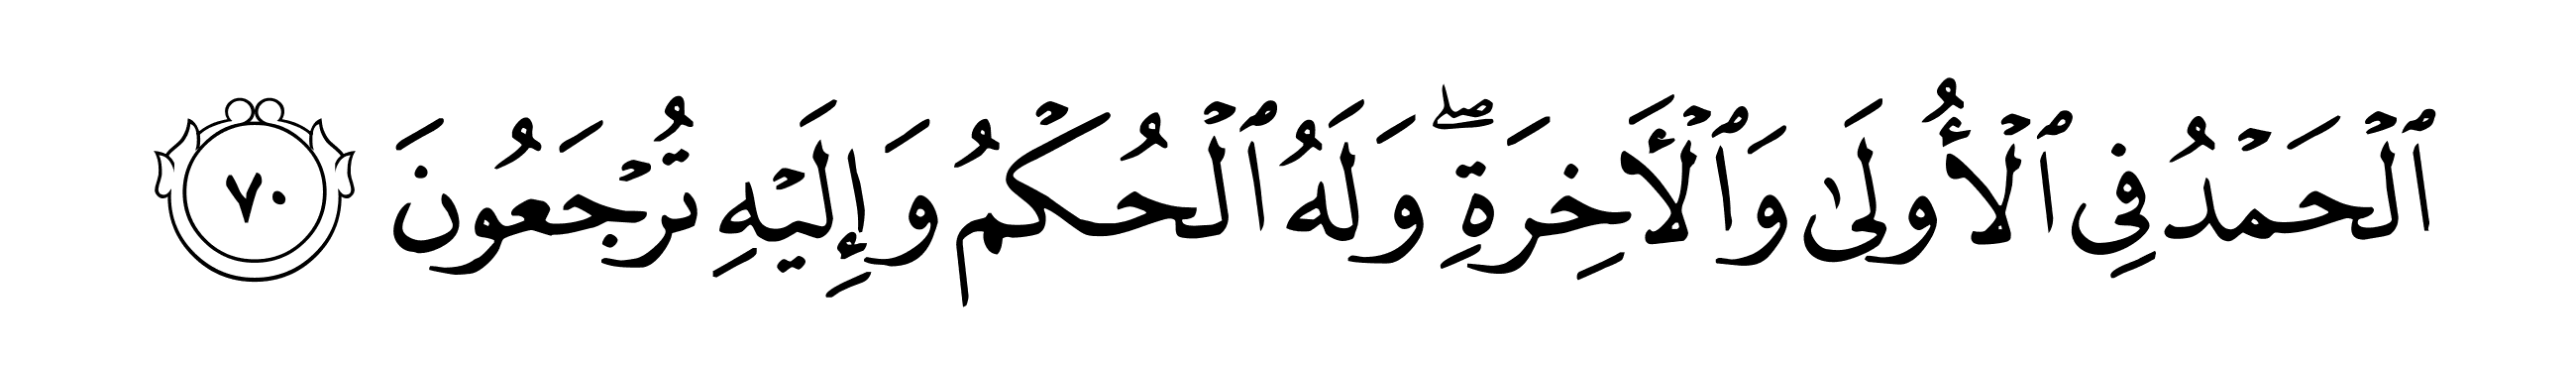 ٱلۡحَمۡدُ فِي ٱلۡأُولَىٰ وَٱلۡأٓخِرَةِۖ وَلَهُ ٱلۡحُكۡمُ وَإِلَيۡهِ تُرۡجَعُونَ ٧٠